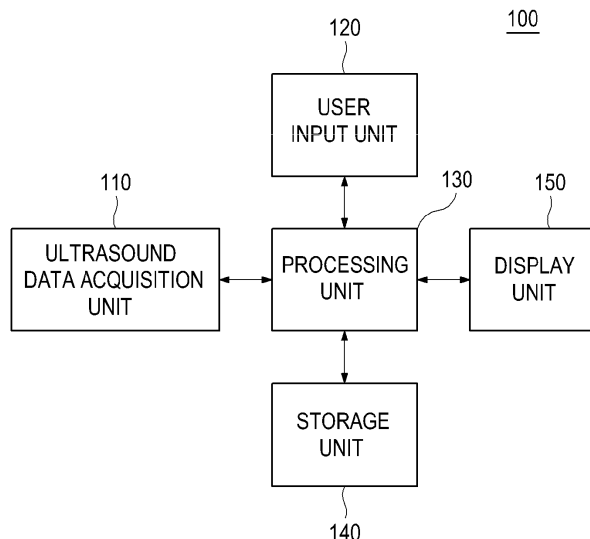 100
120
USER
INPUT UNIT
110
130
150
ULTRASOUND
DATA ACQUISITION
UNIT
PROCESSING
UNIT
DISPLAY
UNIT
STORAGE
UNIT
140